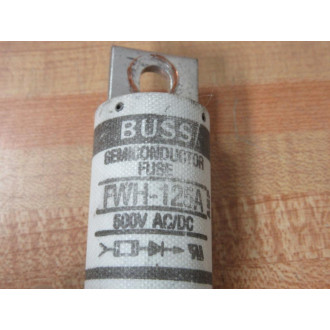 BUSS
SEMICONDUCTOR
FUSE
FWH-125A
500V AC/DC